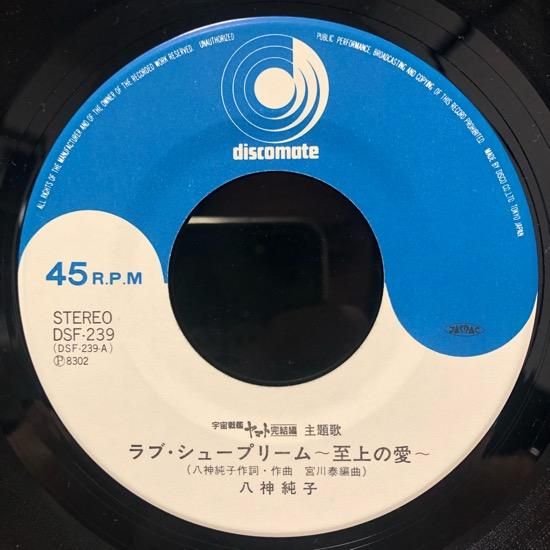 ALL RIGHTS OF THE MANUFACTURER AND OF THE OWNER OF THE RECORDED WORK RESERVED. UNAUTHORIZED PUBLIC PERFORMANCE, BROADCASTING AND COPYING OF THIS RECORD PROHIBITED.
MADE BY DISCO CO.LTD. TOKYO JAPAN
discomate
45 R.P.M
STEREO
DSF-239
(DSF-239-A)
Ⓟ8302
JASRAC
宇宙戦艦ヤマト完結編 主題歌
ラブ・シュープリーム~至上の愛~
(八神純子作詞・作曲 宮川泰編曲)
八神純子